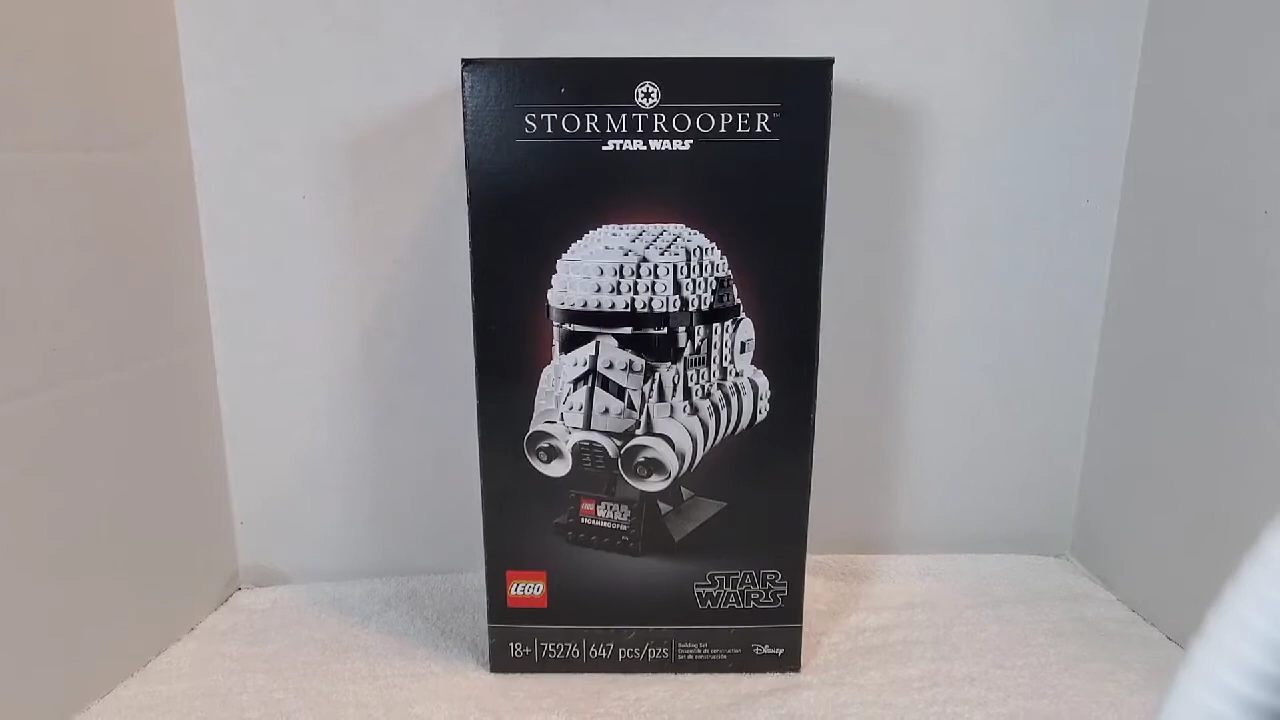 STORMTROOPER™
STAR WARS
LEGO STAR WARS
STORMTROOPER™
LEGO
STAR WARS
18+ 75276 647 pcs/pzs
Building Set
Ensemble de construction
Set de construcción
Disney